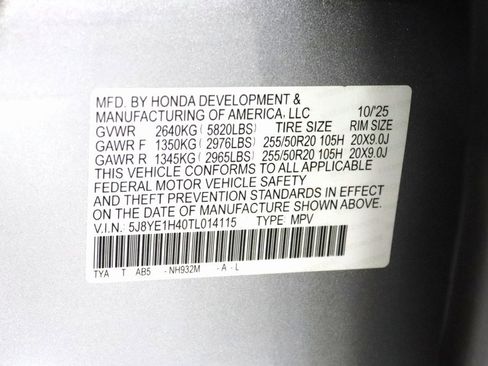 MFD. BY HONDA DEVELOPMENT &
MANUFACTURING OF AMERICA, LLC 10/'25
GVWR 2640KG ( 5820LBS) TIRE SIZE RIM SIZE
GAWR F 1350KG ( 2976LBS) 255/50R20 105H 20X9.0J
GAWR R 1345KG ( 2965LBS) 255/50R20 105H 20X9.0J
THIS VEHICLE CONFORMS TO ALL APPLICABLE
FEDERAL MOTOR VEHICLE SAFETY
AND THEFT PREVENTION STANDARDS IN EFFECT
ON THE DATE OF MANUFACTURE SHOWN ABOVE.
V.I.N.: 5J8YE1H40TL014115 TYPE: MPV
TYA T AB5 - NH932M - A - L